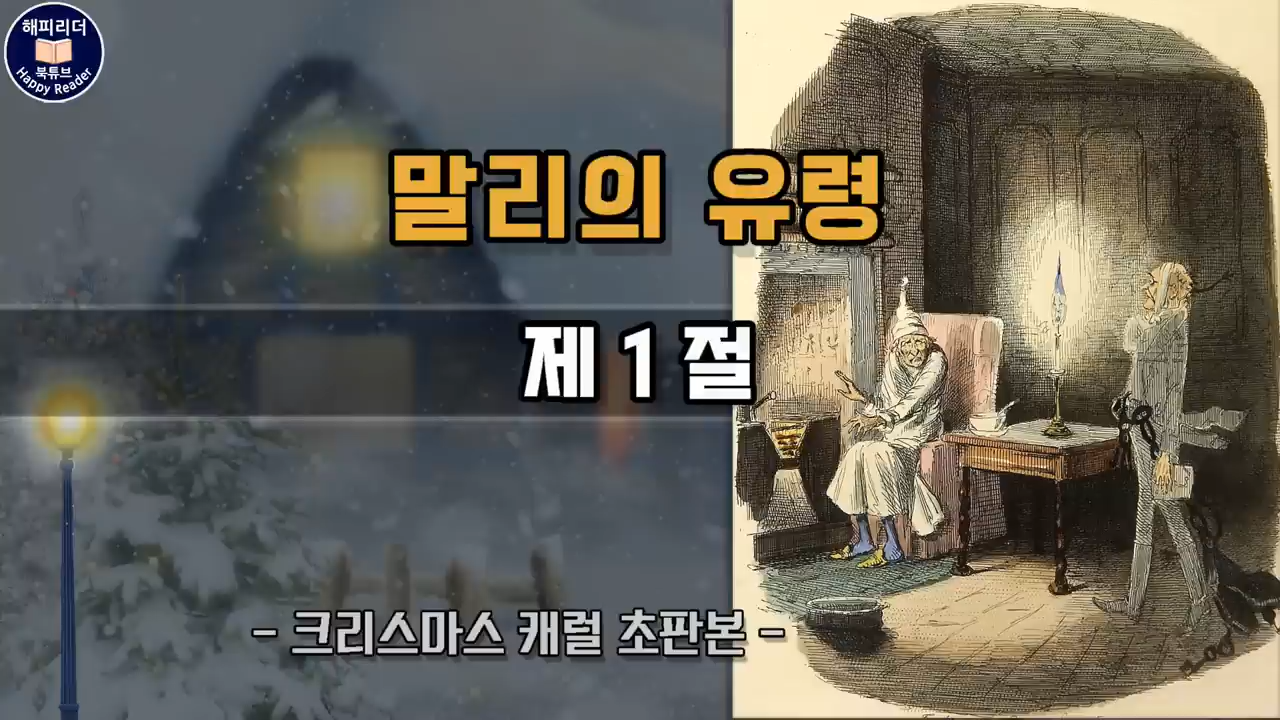 해피리더
북튜브
Happy Reader
말리의 유령
제 1 절
- 크리스마스 캐럴 초판본 -